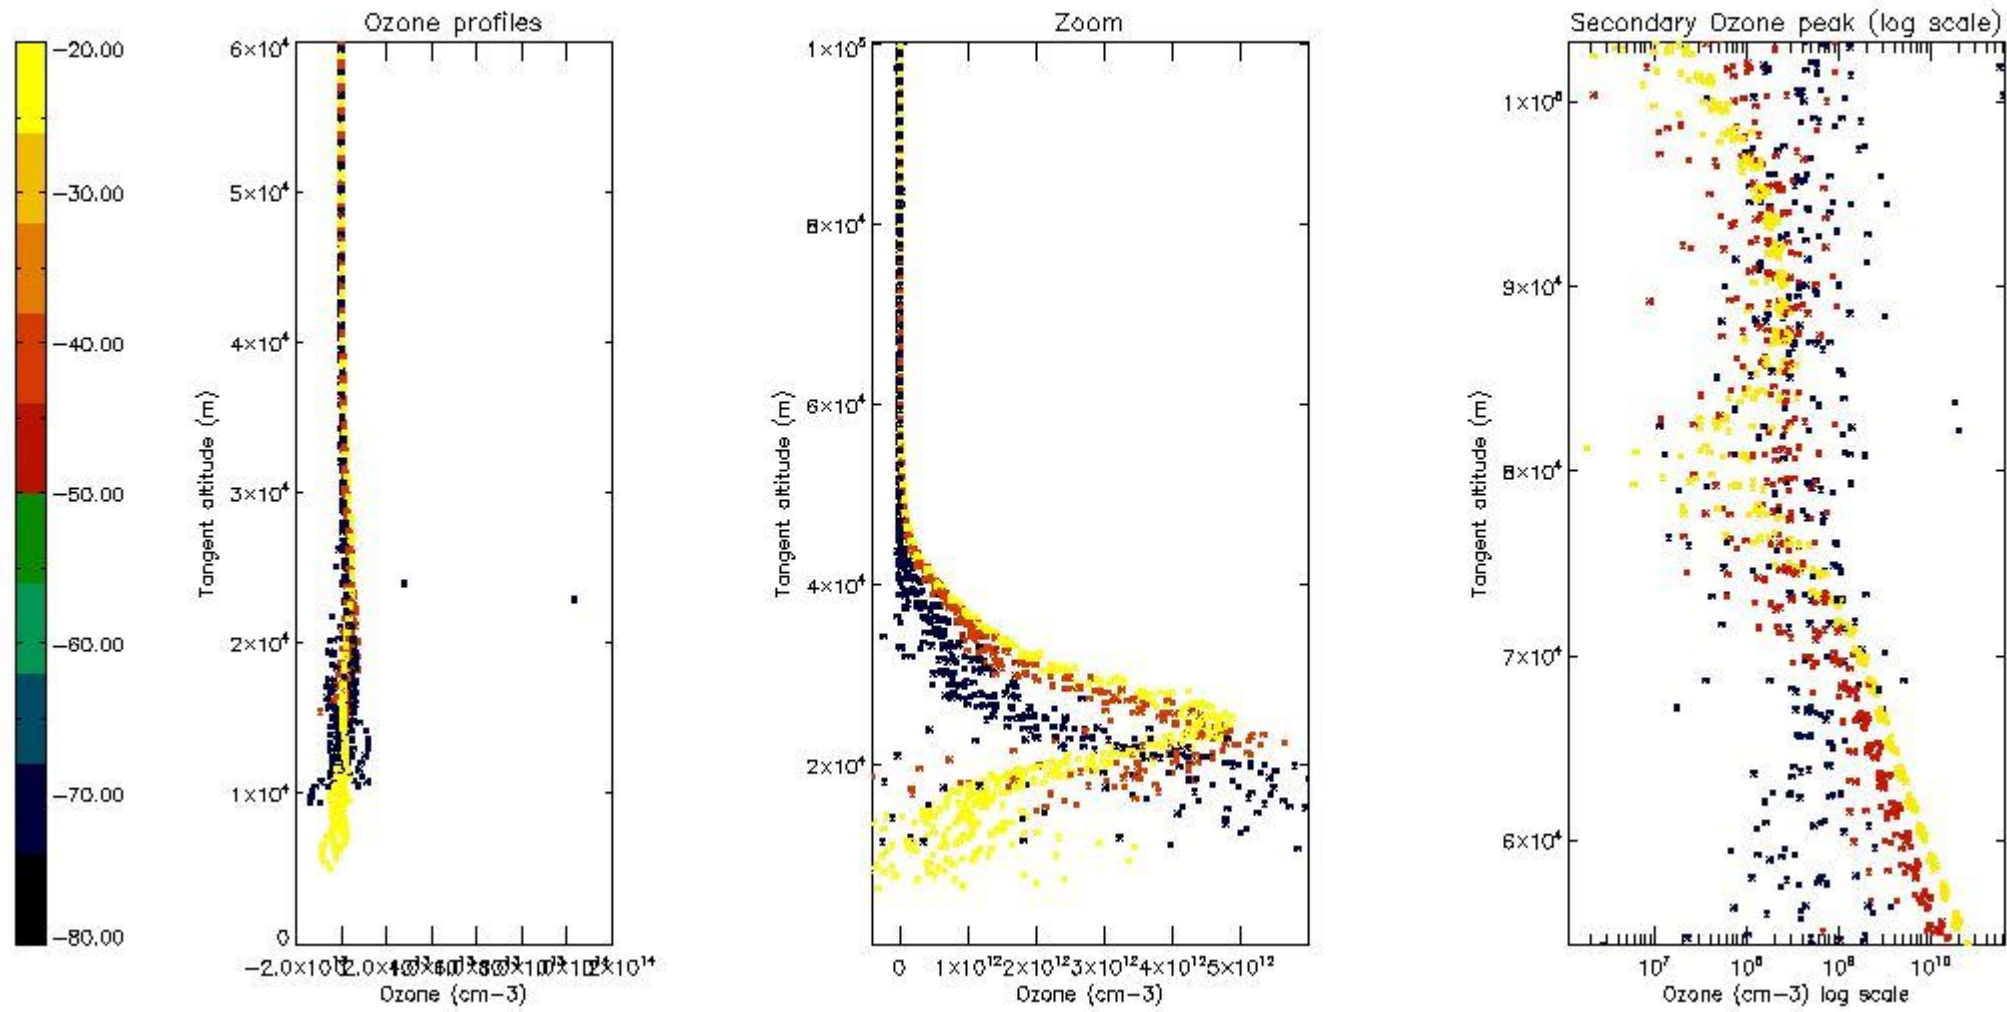 Ozone profiles
Zoom
Secondary Ozone peak (log scale)
−20.00
−30.00
−40.00
−50.00
−60.00
−70.00
−80.00
6×10⁴
5×10⁴
4×10⁴
3×10⁴
2×10⁴
1×10⁴
0
Tangent altitude (m)
Ozone (cm−3)
1×10⁵
8×10⁴
6×10⁴
4×10⁴
2×10⁴
Tangent altitude (m)
0 1×10¹² 2×10¹² 3×10¹² 4×10¹² 5×10¹²
Ozone (cm−3)
9×10⁴
8×10⁴
7×10⁴
6×10⁴
Tangent altitude (m)
10⁷ 10⁸ 10⁹ 10¹⁰
Ozone (cm−3) log scale